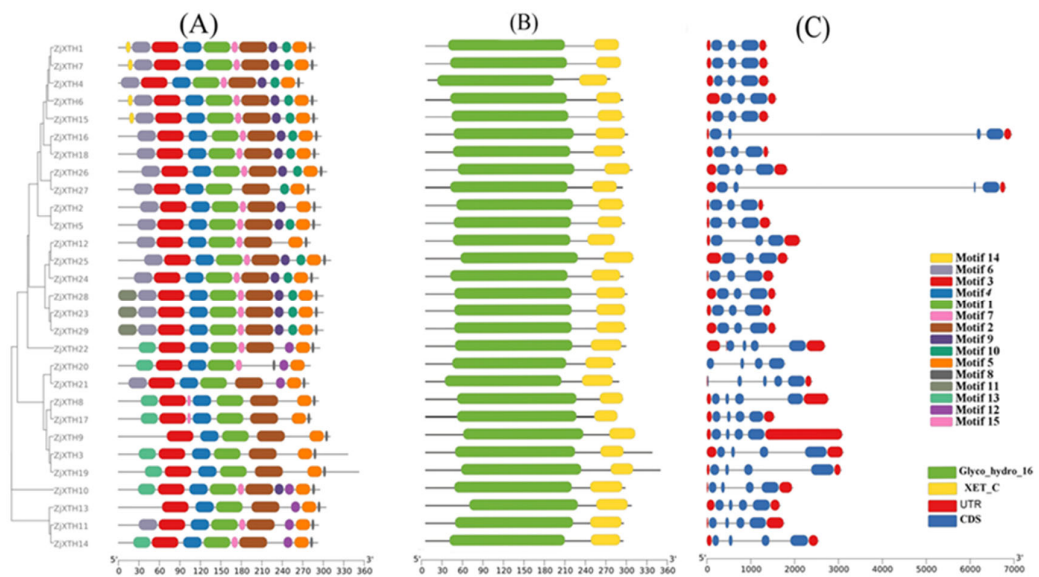 (A)
(B)
(C)
ZjXTH1
ZjXTH7
ZjXTH4
ZjXTH6
ZjXTH15
ZjXTH16
ZjXTH18
ZjXTH26
ZjXTH27
ZjXTH2
ZjXTH5
ZjXTH12
ZjXTH25
ZjXTH24
ZjXTH28
ZjXTH23
ZjXTH29
ZjXTH22
ZjXTH20
ZjXTH21
ZjXTH8
ZjXTH17
ZjXTH9
ZjXTH3
ZjXTH19
ZjXTH10
ZjXTH13
ZjXTH11
ZjXTH14
Motif 14
Motif 6
Motif 3
Motif 4
Motif 1
Motif 7
Motif 2
Motif 9
Motif 10
Motif 5
Motif 8
Motif 11
Motif 13
Motif 12
Motif 15
Glyco_hydro_16
XET_C
UTR
CDS
5' 3'
0 30 60 90 120 150 180 210 240 270 300 330 360
5' 3'
0 30 60 90 120 150 180 210 240 270 300 330 360
5' 3'
0 1000 2000 3000 4000 5000 6000 7000